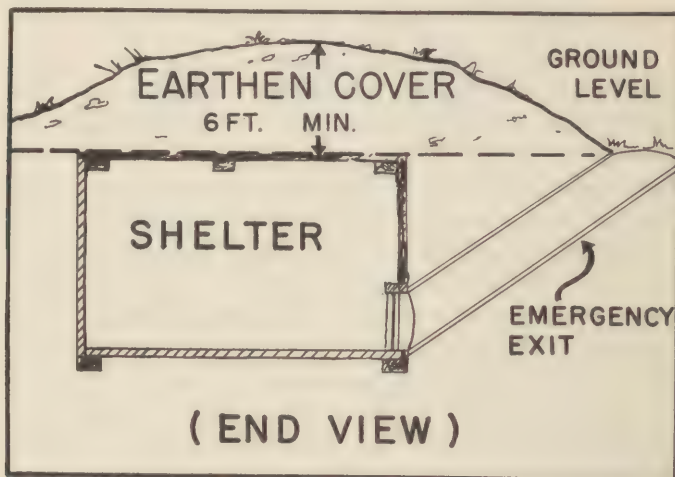 GROUND
LEVEL
EARTHEN COVER
6 FT. MIN.
SHELTER
EMERGENCY
EXIT
( END VIEW )